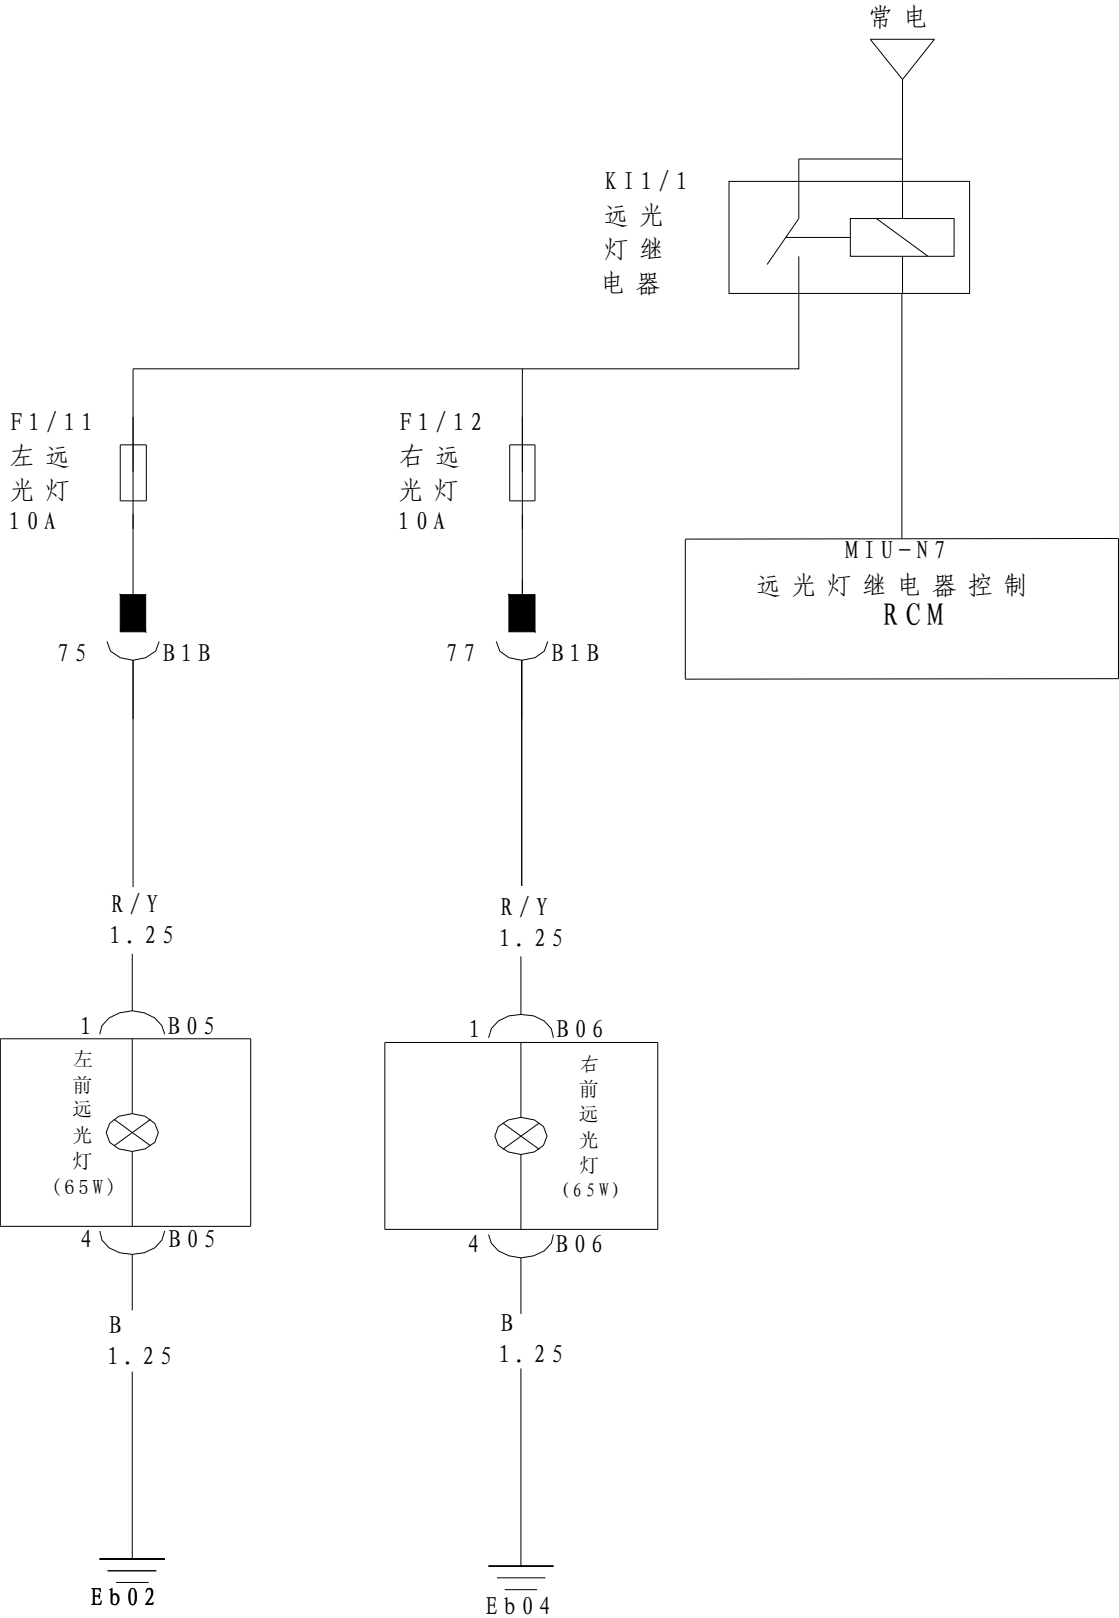 常电
KI1/1
远光
灯继
电器
F1/11
左远
光灯
10A
F1/12
右远
光灯
10A
MIU-N7
远光灯继电器控制
RCM
75 B1B
77 B1B
R/Y
1.25
R/Y
1.25
1 B05
1 B06
左
前
远
光
灯
(65W)
右
前
远
光
灯
(65W)
4 B05
4 B06
B
1.25
B
1.25
Eb02
Eb04